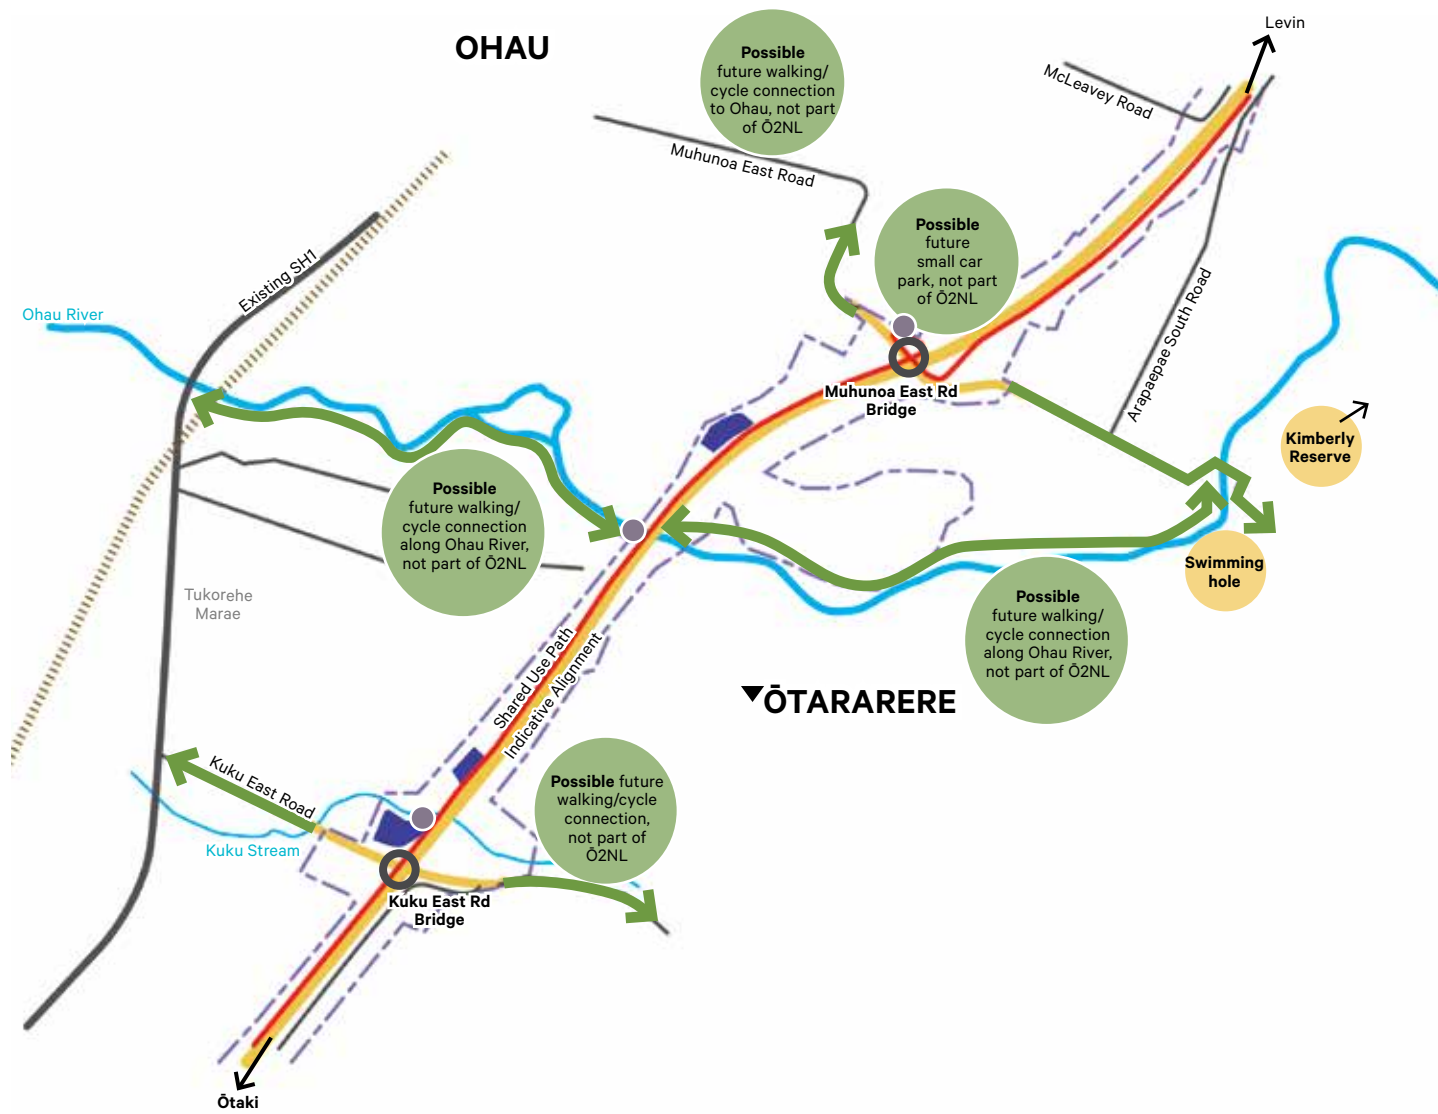 Levin
OHAU
Possible
future walking/
cycle connection
to Ohau, not part
of Ō2NL
McLeavey Road
Muhunoa East Road
Possible
future
small car
park, not part
of Ō2NL
Existing SH1
Ohau River
Arapaepae South Road
Muhunoa East Rd
Bridge
Kimberly
Reserve
Possible
future walking/
cycle connection
along Ohau River,
not part of Ō2NL
Swimming
hole
Tukorehe
Marae
Possible
future walking/
cycle connection
along Ohau River,
not part of Ō2NL
Shared Use Path
Indicative Alignment
ŌTARARERE
Kuku East Road
Possible future
walking/cycle
connection,
not part of
Ō2NL
Kuku Stream
Kuku East Rd
Bridge
Ōtaki